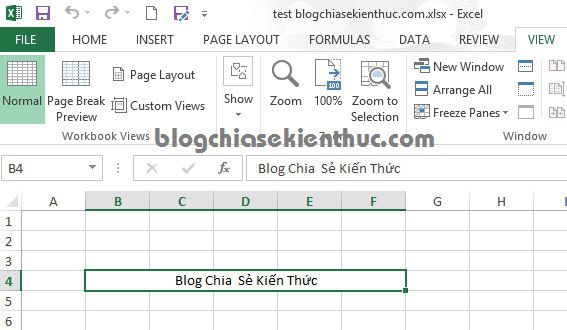 test blogchiasekienthuc.com.xlsx - Excel
FILE HOME INSERT PAGE LAYOUT FORMULAS DATA REVIEW VIEW
Normal
Page Break Preview
Page Layout
Custom Views
Workbook Views
Show
Zoom
100%
Zoom to Selection
New Window
Arrange All
Freeze Panes
Window
blogchiasekienthuc.com
B4 fx Blog Chia  Sẻ Kiến Thức
A B C D E F G H
1
2
3
4 Blog Chia  Sẻ Kiến Thức
5
6